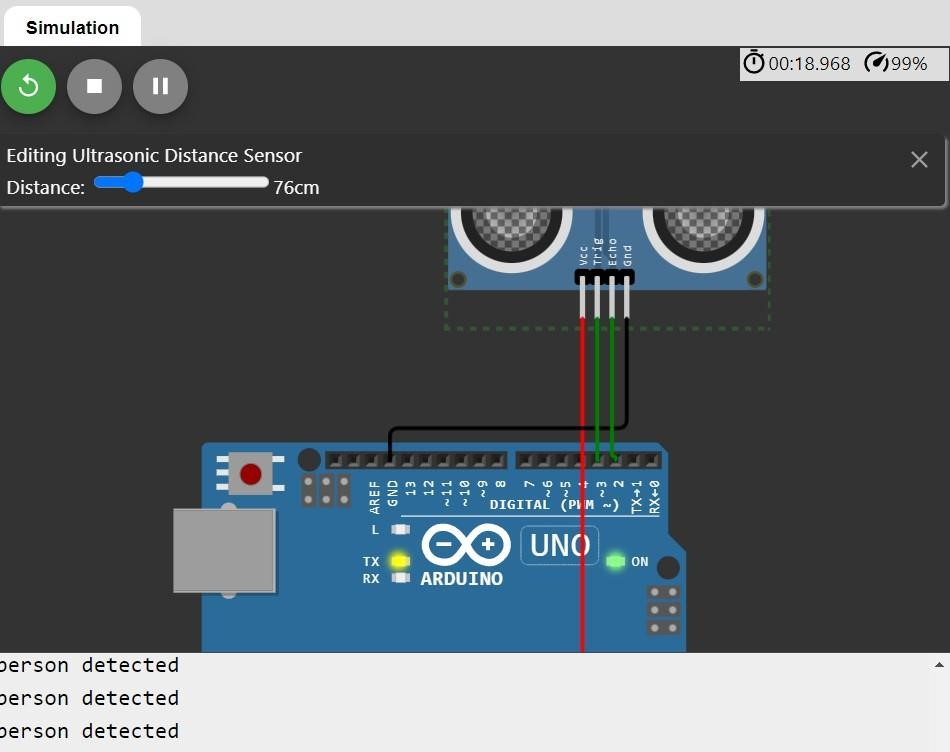 Simulation
00:18.968 99%
Editing Ultrasonic Distance Sensor
Distance: 76cm
Vcc
Trig
Echo
Gnd
AREF
GND
13
12
~11
~10
~9
8
7
~6
~5
4
~3
2
TX→1
RX←0
DIGITAL (PWM ~)
L
TX
RX
UNO
ON
ARDUINO
person detected
person detected
person detected